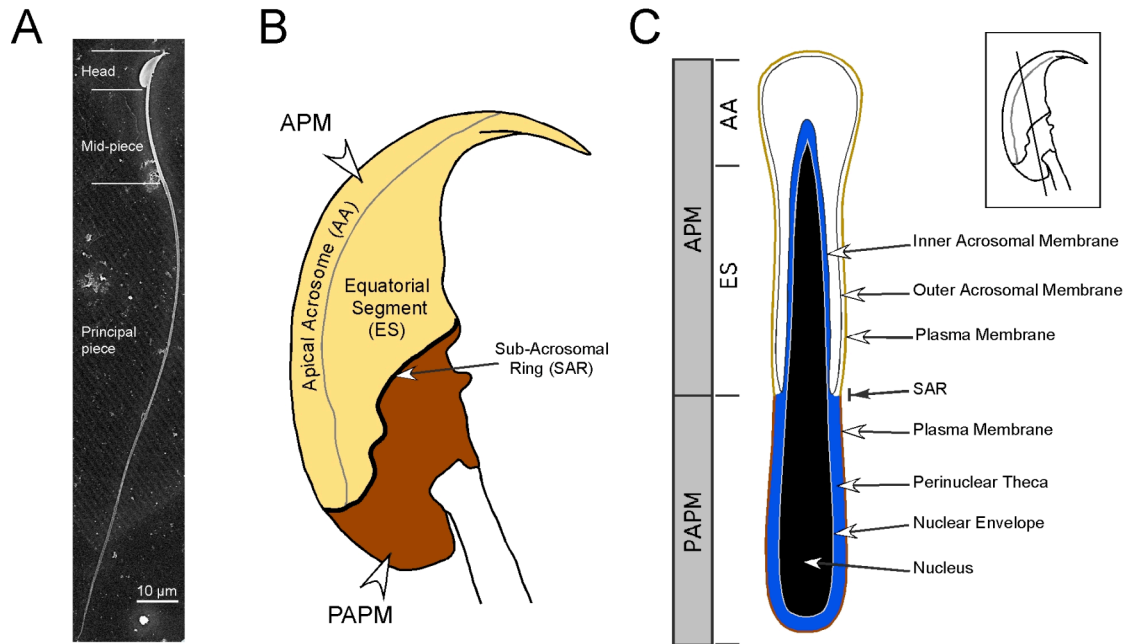 A
Head
Mid-piece
Principal
piece
10 µm
B
APM
Apical Acrosome (AA)
Equatorial
Segment
(ES)
Sub-Acrosomal
Ring (SAR)
PAPM
C
APM
PAPM
AA
ES
Inner Acrosomal Membrane
Outer Acrosomal Membrane
Plasma Membrane
SAR
Plasma Membrane
Perinuclear Theca
Nuclear Envelope
Nucleus